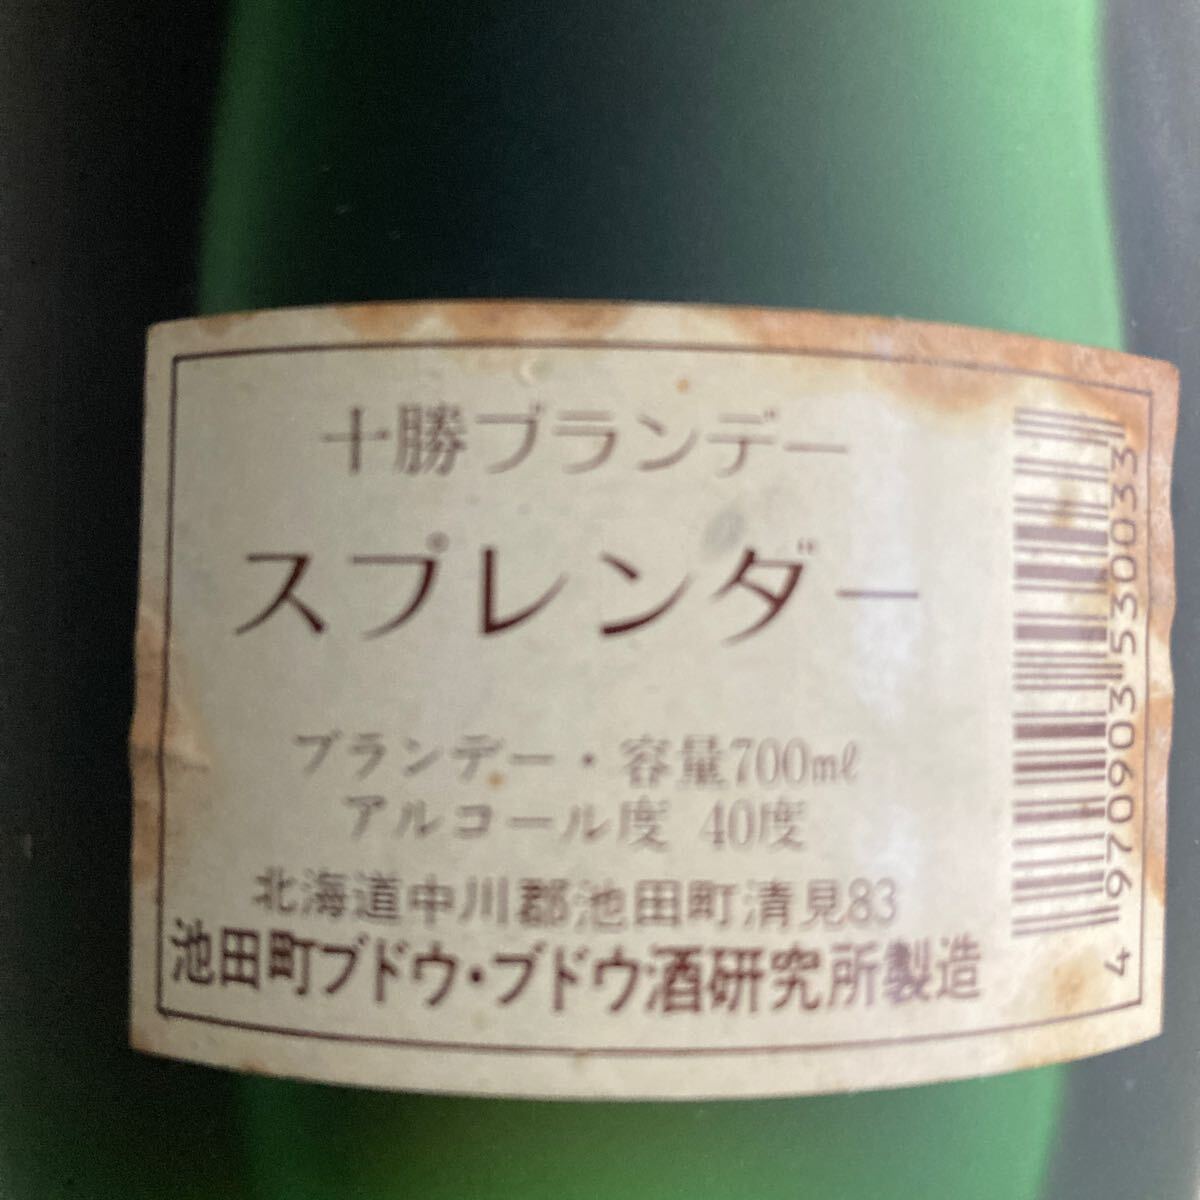 十勝ブランデー
スプレンダー
ブランデー・容量700mℓ
アルコール度 40度
北海道中川郡池田町清見83
池田町ブドウ・ブドウ酒研究所製造
4 970903 530033